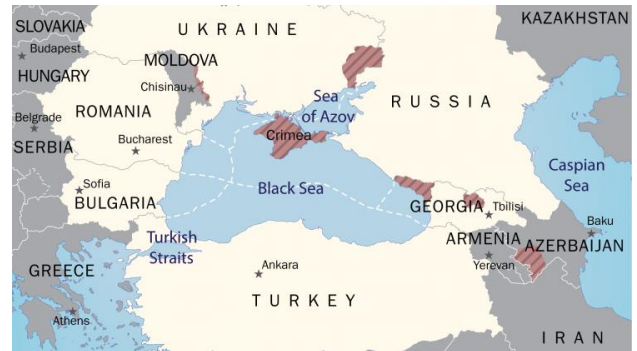 SLOVAKIA
UKRAINE
KAZAKHSTAN
Budapest
MOLDOVA
HUNGARY
Chisinau
Sea
of Azov
RUSSIA
ROMANIA
Belgrade
Crimea
SERBIA
Bucharest
Caspian
Sea
Sofia
Black Sea
BULGARIA
GEORGIA
Tbilisi
Baku
Turkish
Straits
ARMENIA
AZERBAIJAN
GREECE
Ankara
Yerevan
TURKEY
Athens
IRAN